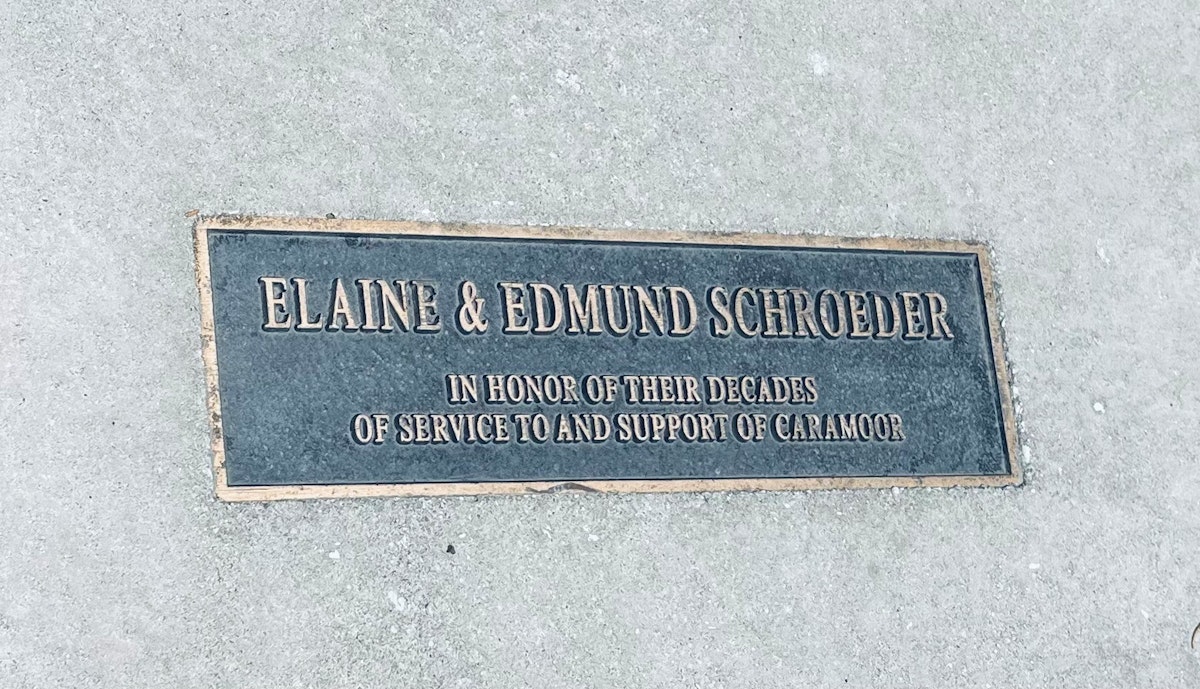 ELAINE & EDMUND SCHROEDER
IN HONOR OF THEIR DECADES
OF SERVICE TO AND SUPPORT OF CARAMOOR